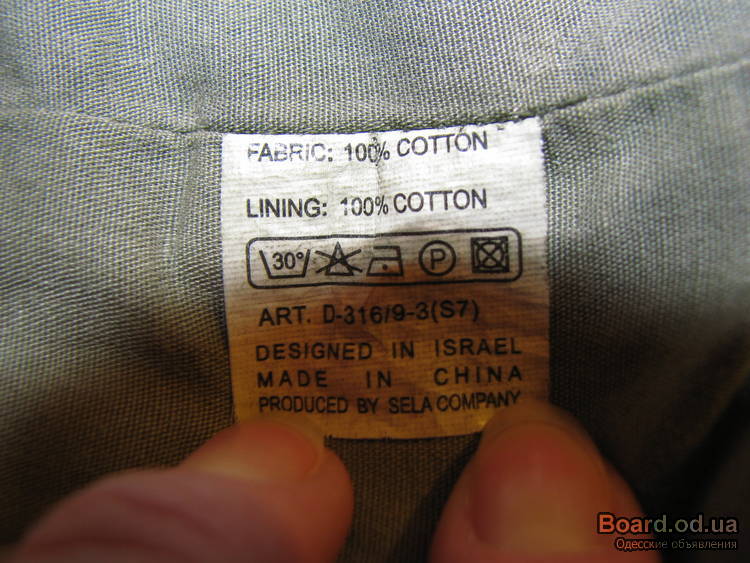 FABRIC: 100% COTTON
LINING: 100% COTTON
30° P
ART. D-316/9-3(S7)
DESIGNED IN ISRAEL
MADE IN CHINA
PRODUCED BY SELA COMPANY
Board.od.ua
Одесские объявления